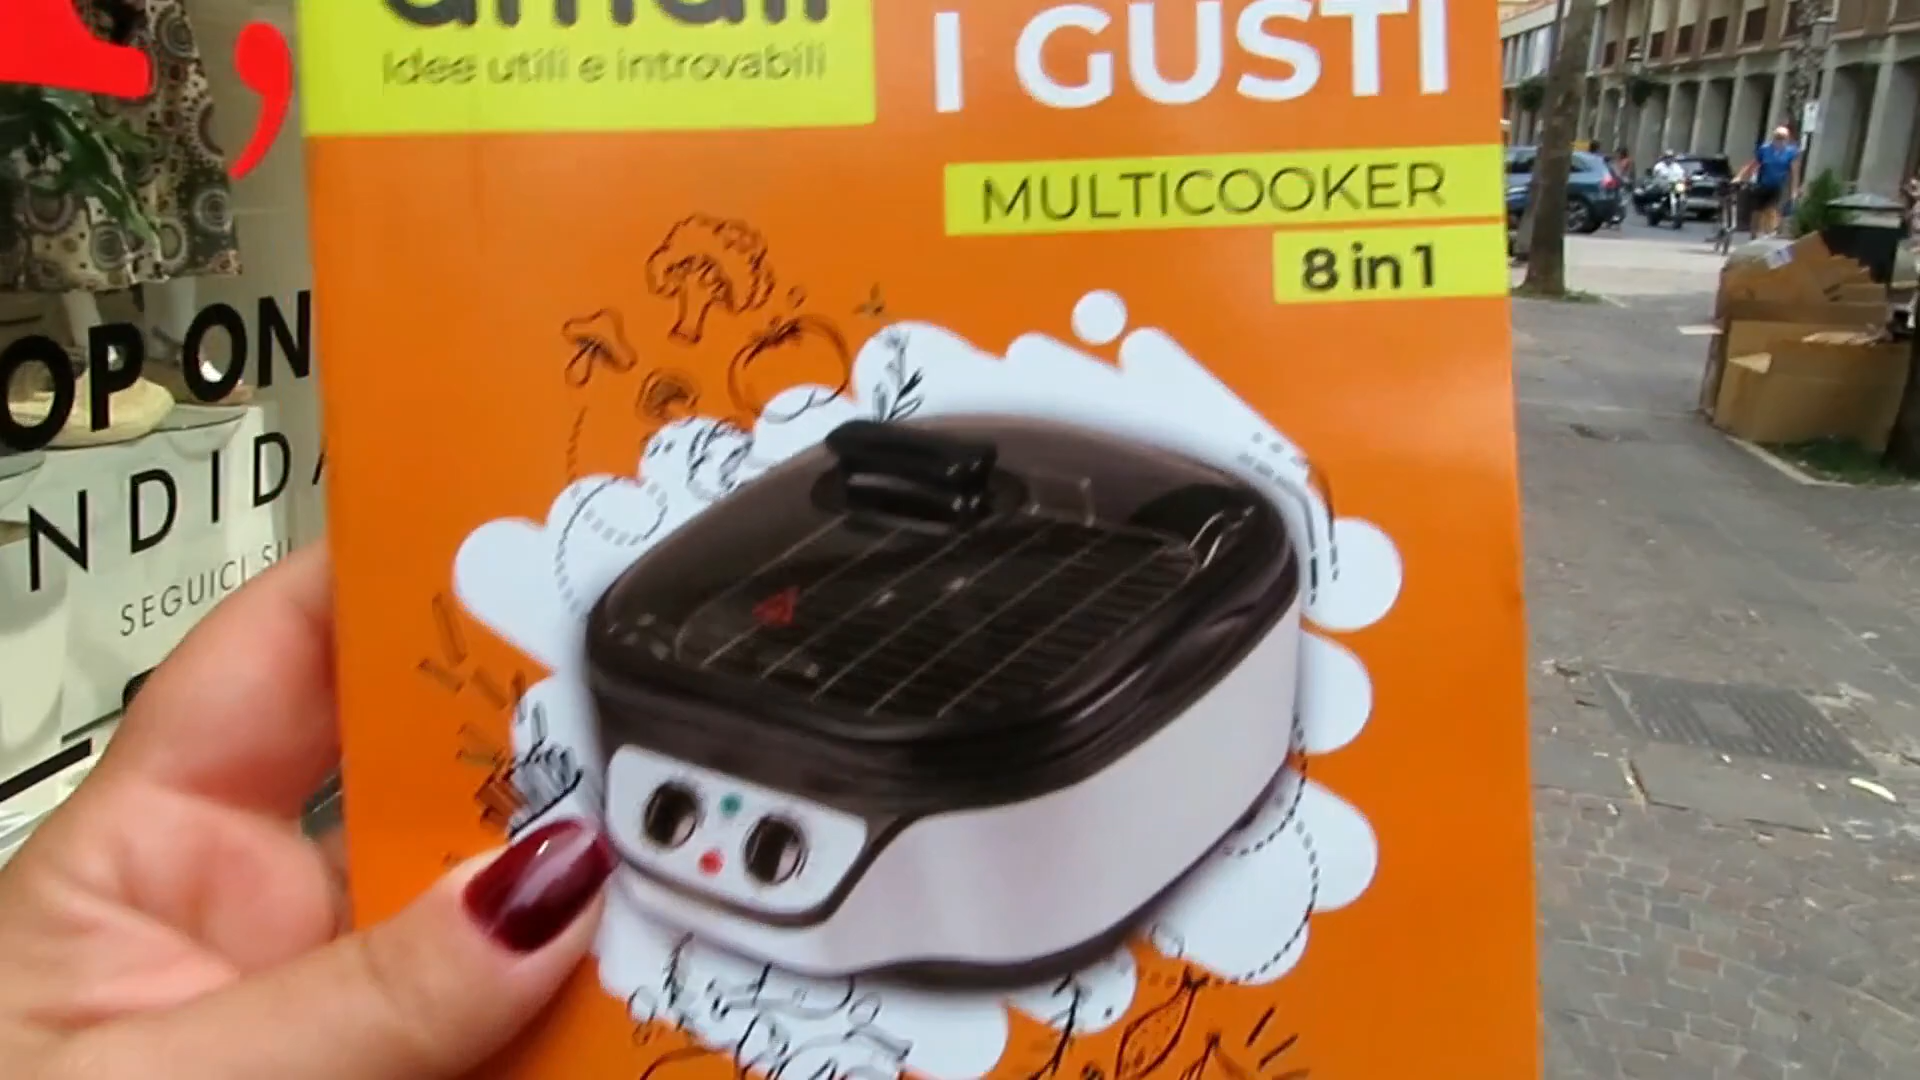 Idee utili e introvabili
I GUSTI
MULTICOOKER
8 in 1
OP ON
NDIDA
SEGUICI SU